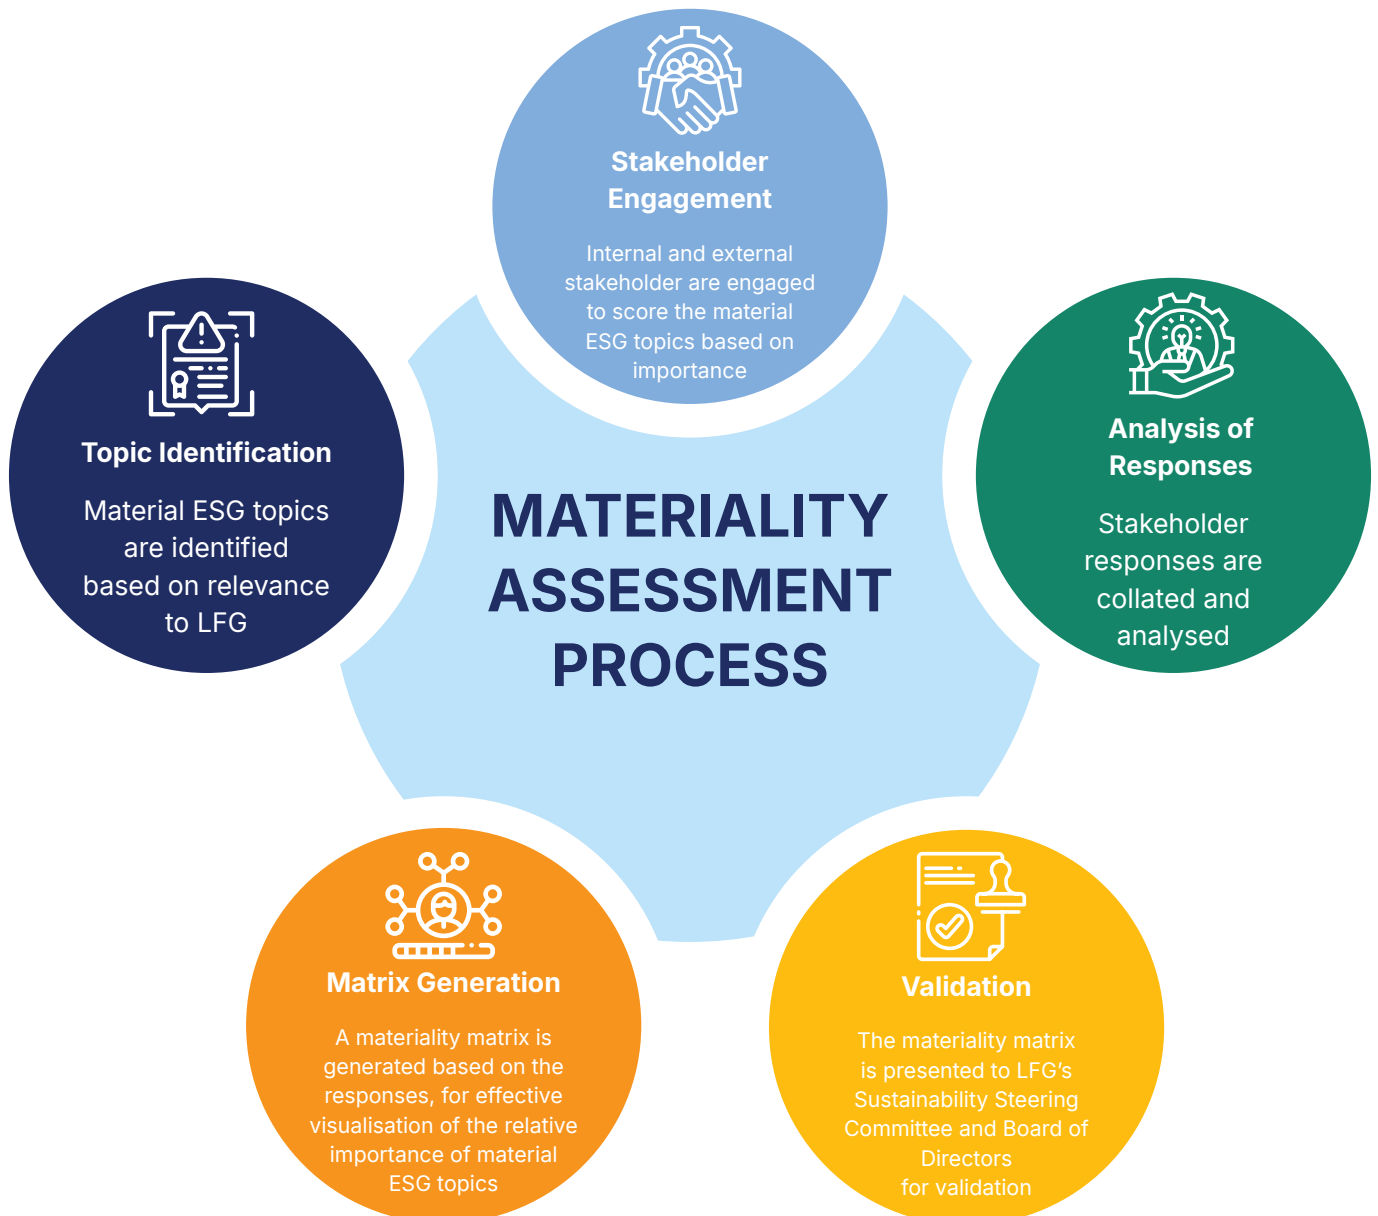 Stakeholder
Engagement
Internal and external
stakeholder are engaged
to score the material
ESG topics based on
importance
Topic Identification
Material ESG topics
are identified
based on relevance
to LFG
Analysis of
Responses
Stakeholder
responses are
collated and
analysed
MATERIALITY
ASSESSMENT
PROCESS
Matrix Generation
A materiality matrix is
generated based on the
responses, for effective
visualisation of the relative
importance of material
ESG topics
Validation
The materiality matrix
is presented to LFG’s
Sustainability Steering
Committee and Board of
Directors
for validation